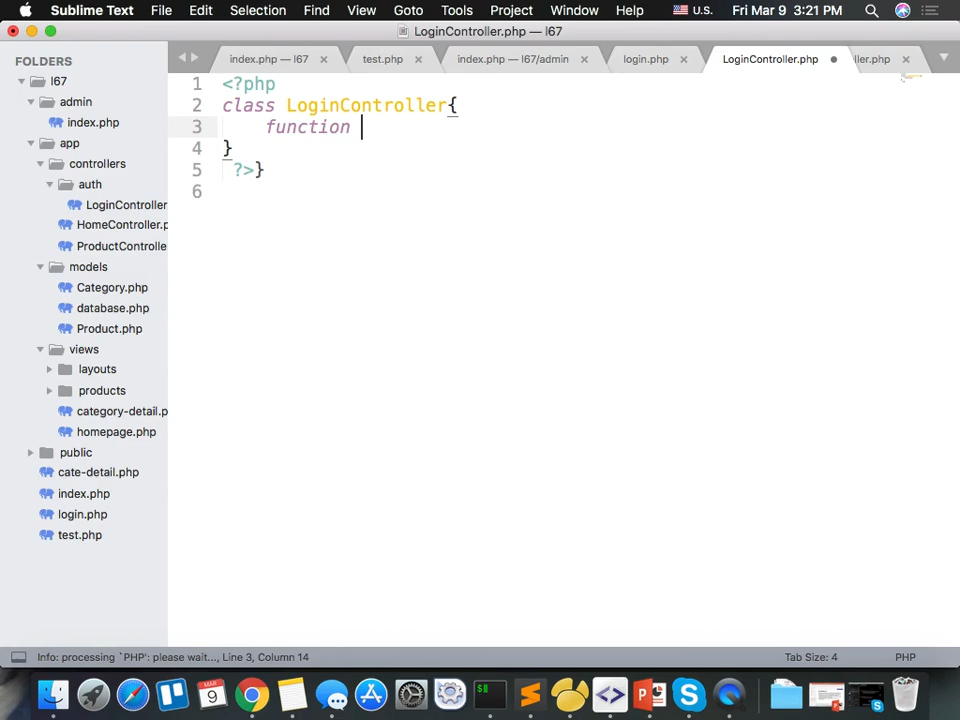 Sublime Text File Edit Selection Find View Goto Tools Project Window Help U.S. Fri Mar 9 3:21 PM
LoginController.php — l67
FOLDERS
l67
admin
index.php
app
controllers
auth
LoginController
HomeController.p
ProductControlle
models
Category.php
database.php
Product.php
views
layouts
products
category-detail.p
homepage.php
public
cate-detail.php
index.php
login.php
test.php
index.php — l67 × test.php × index.php — l67/admin × login.php × LoginController.php ller.php ×
1 <?php
2 class LoginController{
3 function
4 }
5 ?>}
6
Info: processing `PHP': please wait..., Line 3, Column 14 Tab Size: 4 PHP